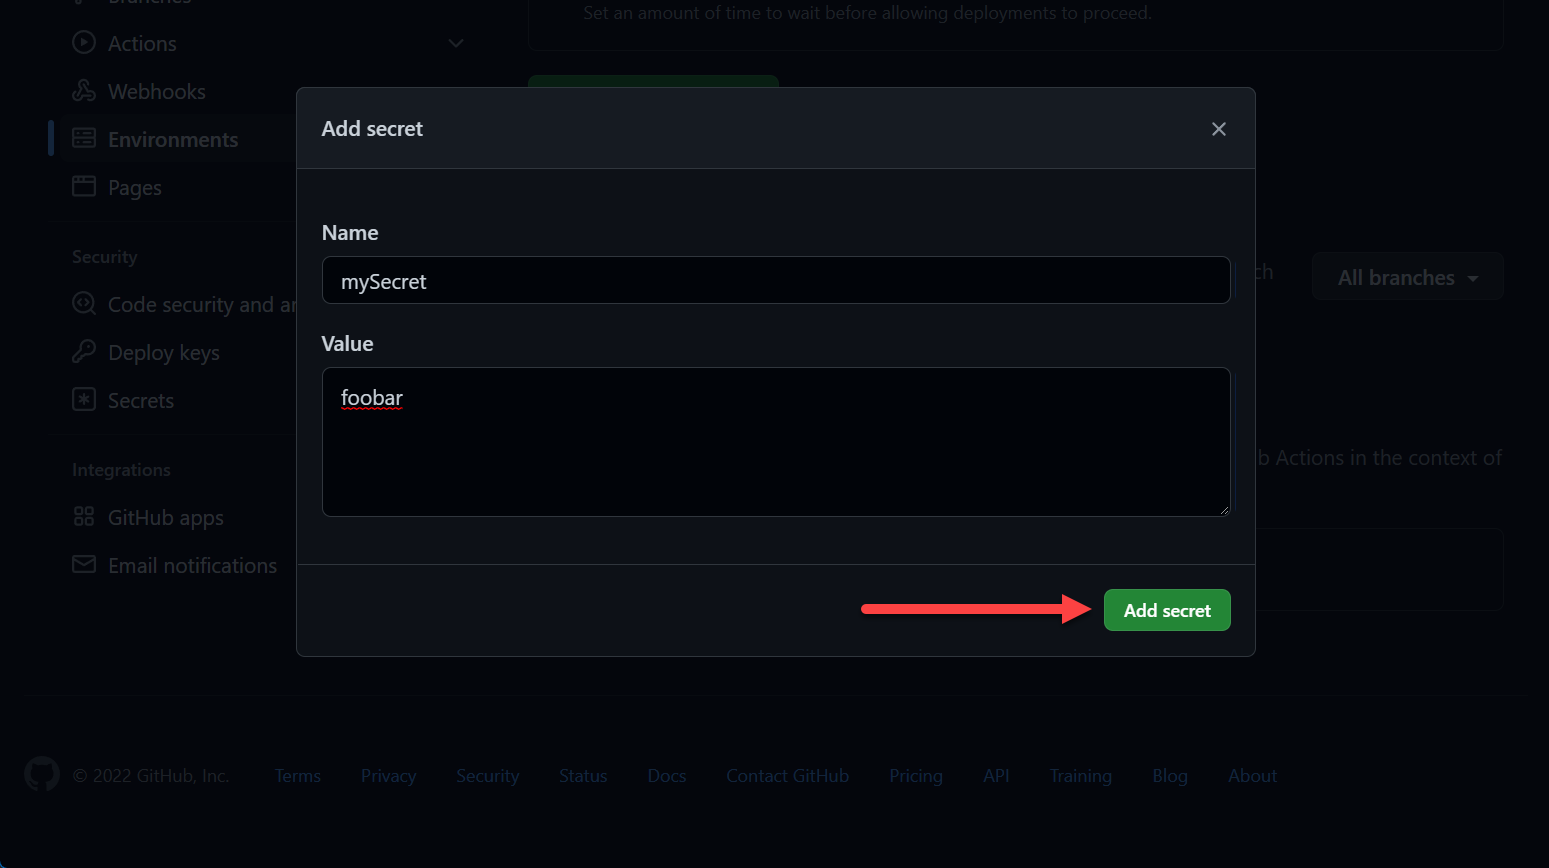 Branches
Set an amount of time to wait before allowing deployments to proceed.
Actions
Webhooks
Environments
Pages
Security
Code security and an
Deploy keys
Secrets
Integrations
GitHub apps
Email notifications
Add secret
Name
mySecret
Value
foobar
Add secret
All branches
b Actions in the context of
© 2022 GitHub, Inc. Terms Privacy Security Status Docs Contact GitHub Pricing API Training Blog About